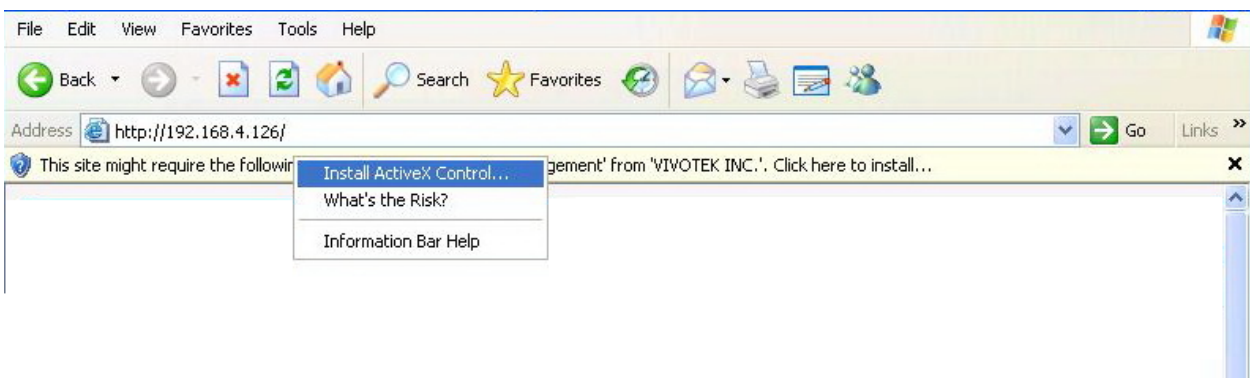 File Edit View Favorites Tools Help
Back Search Favorites
Address http://192.168.4.126/ Go Links »
This site might require the following gement' from 'VIVOTEK INC.'. Click here to install...
Install ActiveX Control...
What's the Risk?
Information Bar Help